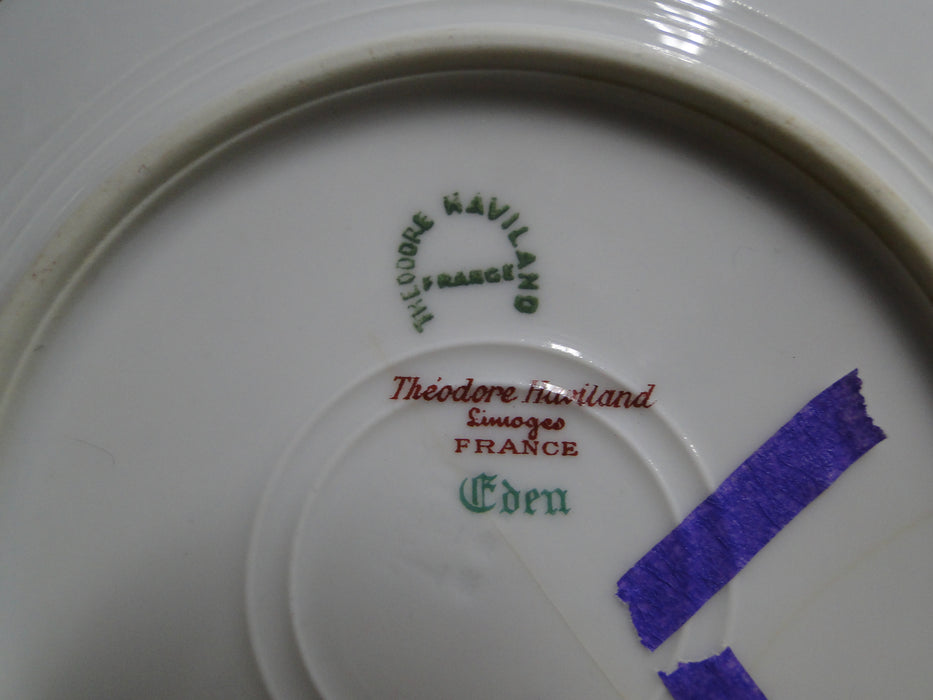 THEODORE HAVILAND
FRANCE
Théodore Haviland
Limoges
FRANCE
Eden